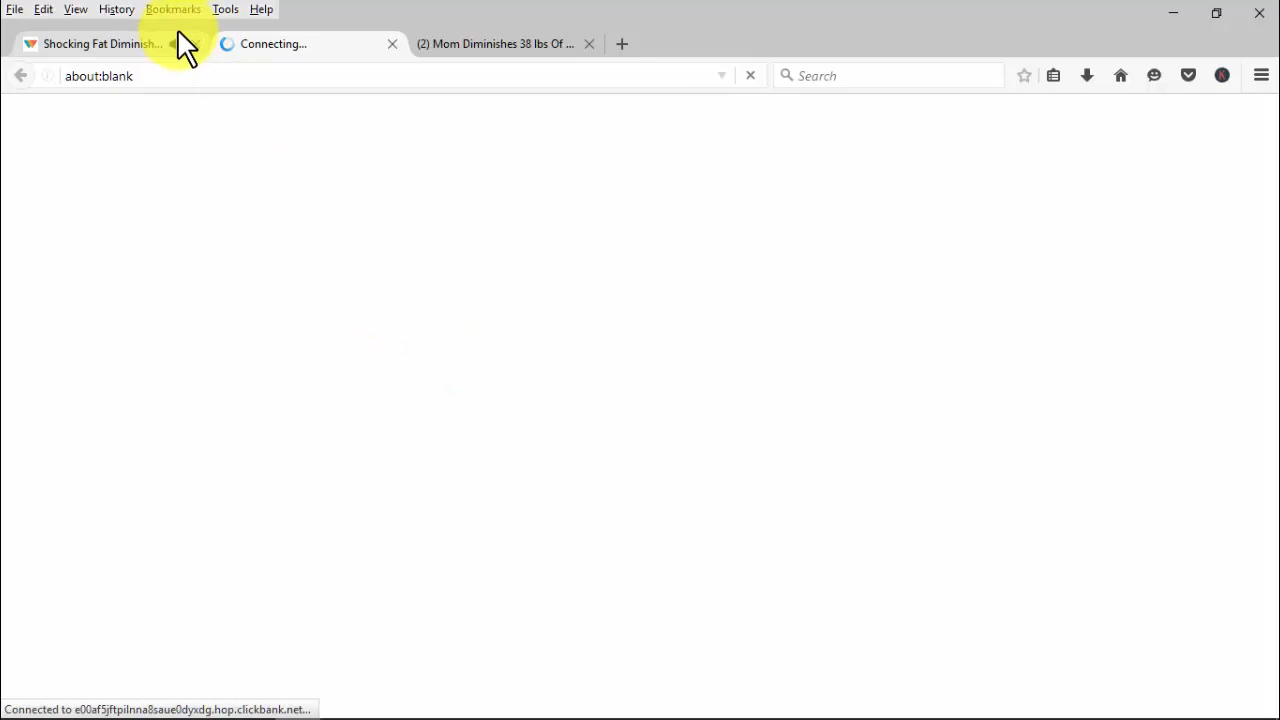 File Edit View History Bookmarks Tools Help
Shocking Fat Diminish... Connecting... (2) Mom Diminishes 38 lbs Of ...
about:blank Search
Connected to e00af5jftpilnna8saue0dyxdg.hop.clickbank.net...